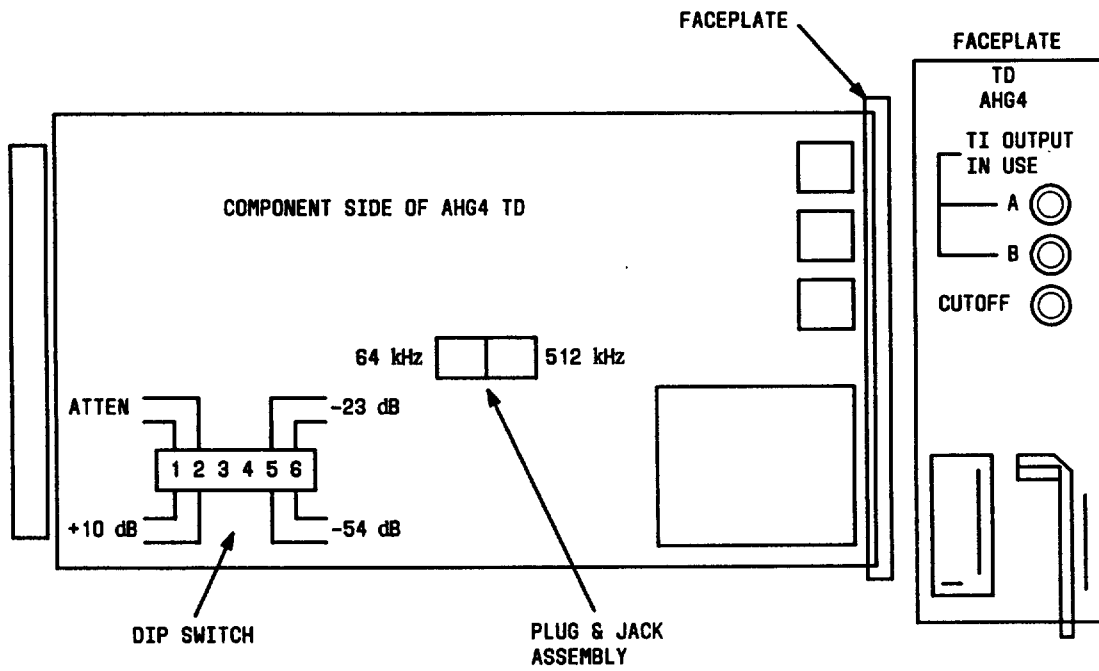 FACEPLATE
FACEPLATE
TD
AHG4
TI OUTPUT
IN USE
A
B
CUTOFF
COMPONENT SIDE OF AHG4 TD
64 kHz
512 kHz
ATTEN
-23 dB
1 2 3 4 5 6
+10 dB
-54 dB
DIP SWITCH
PLUG & JACK
ASSEMBLY